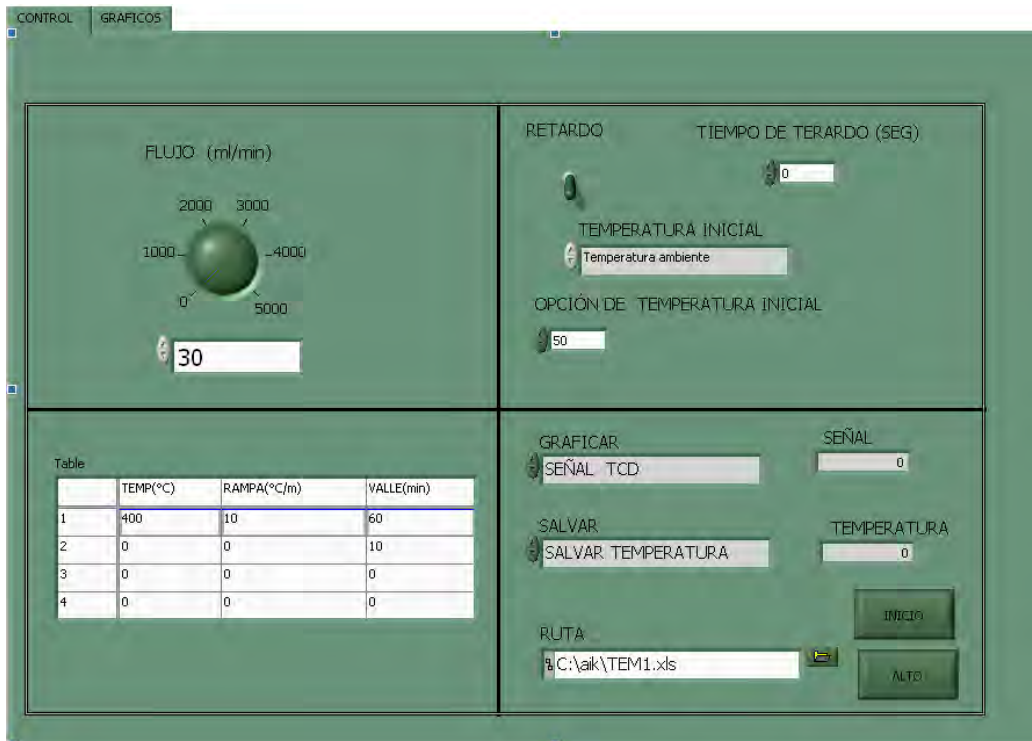 CONTROL GRAFICOS
FLUJO (ml/min)
2000 3000
1000 4000
0 5000
30
RETARDO TIEMPO DE TERARDO (SEG)
0
TEMPERATURA INICIAL
Temperatura ambiente
OPCIÓN DE TEMPERATURA INICIAL
50
Table
TEMP(°C) RAMPA(°C/m) VALLE(min)
1 400 10 60
2 0 0 10
3 0 0 0
4 0 0 0
GRAFICAR SEÑAL
SEÑAL TCD 0
SALVAR TEMPERATURA
SALVAR TEMPERATURA 0
INICIO
RUTA
C:\aik\TEM1.xls
ALTO